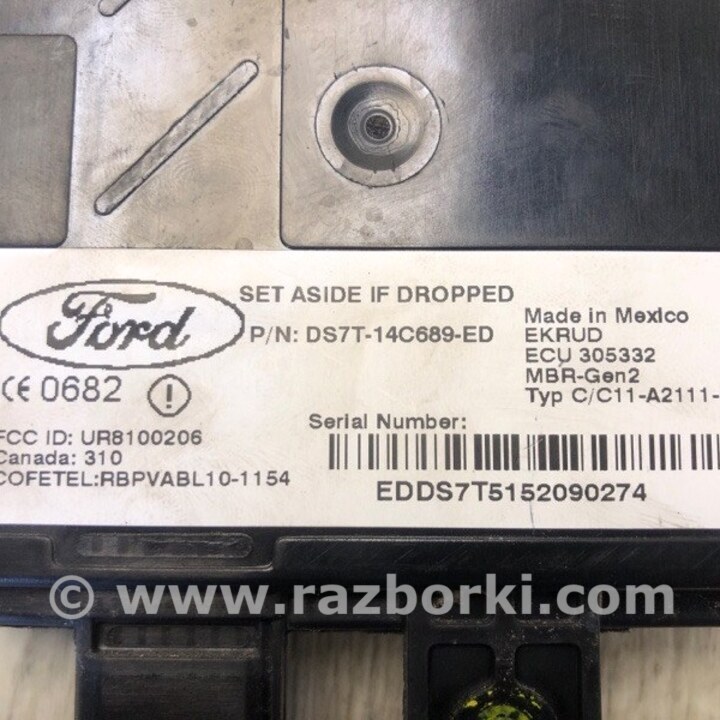 Ford
SET ASIDE IF DROPPED
P/N: DS7T-14C689-ED
Made in Mexico
EKRUD
ECU 305332
MBR-Gen2
Typ C/C11-A2111-
CE 0682
FCC ID: UR8100206
Canada: 310
COFETEL:RBPVABL10-1154
Serial Number:
EDDS7T5152090274
© www.razborki.com